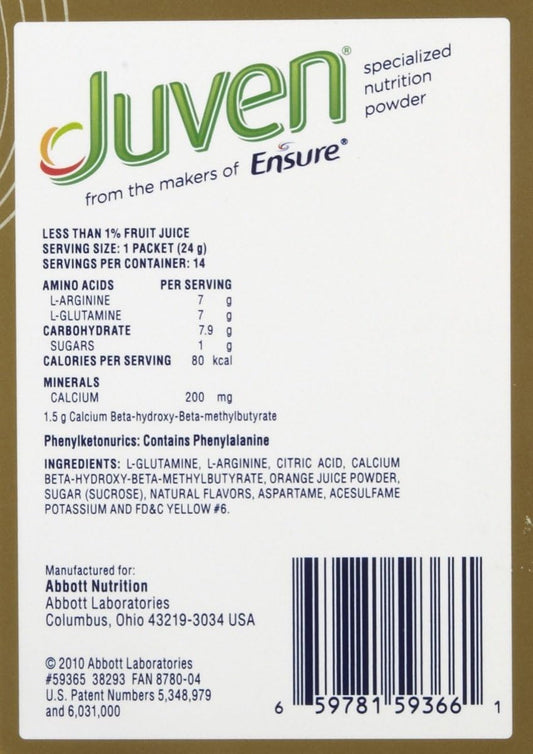 Juven®
specialized
nutrition
powder
from the makers of Ensure®
LESS THAN 1% FRUIT JUICE
SERVING SIZE: 1 PACKET (24 g)
SERVINGS PER CONTAINER: 14
AMINO ACIDS PER SERVING
L-ARGININE 7 g
L-GLUTAMINE 7 g
CARBOHYDRATE 7.9 g
SUGARS 1 g
CALORIES PER SERVING 80 kcal
MINERALS
CALCIUM 200 mg
1.5 g Calcium Beta-hydroxy-Beta-methylbutyrate
Phenylketonurics: Contains Phenylalanine
INGREDIENTS: L-GLUTAMINE, L-ARGININE, CITRIC ACID, CALCIUM
BETA-HYDROXY-BETA-METHYLBUTYRATE, ORANGE JUICE POWDER,
SUGAR (SUCROSE), NATURAL FLAVORS, ASPARTAME, ACESULFAME
POTASSIUM AND FD&C YELLOW #6.
Manufactured for:
Abbott Nutrition
Abbott Laboratories
Columbus, Ohio 43219-3034 USA
© 2010 Abbott Laboratories
#59365 38293 FAN 8780-04
U.S. Patent Numbers 5,348,979
and 6,031,000
6 59781 59366 1